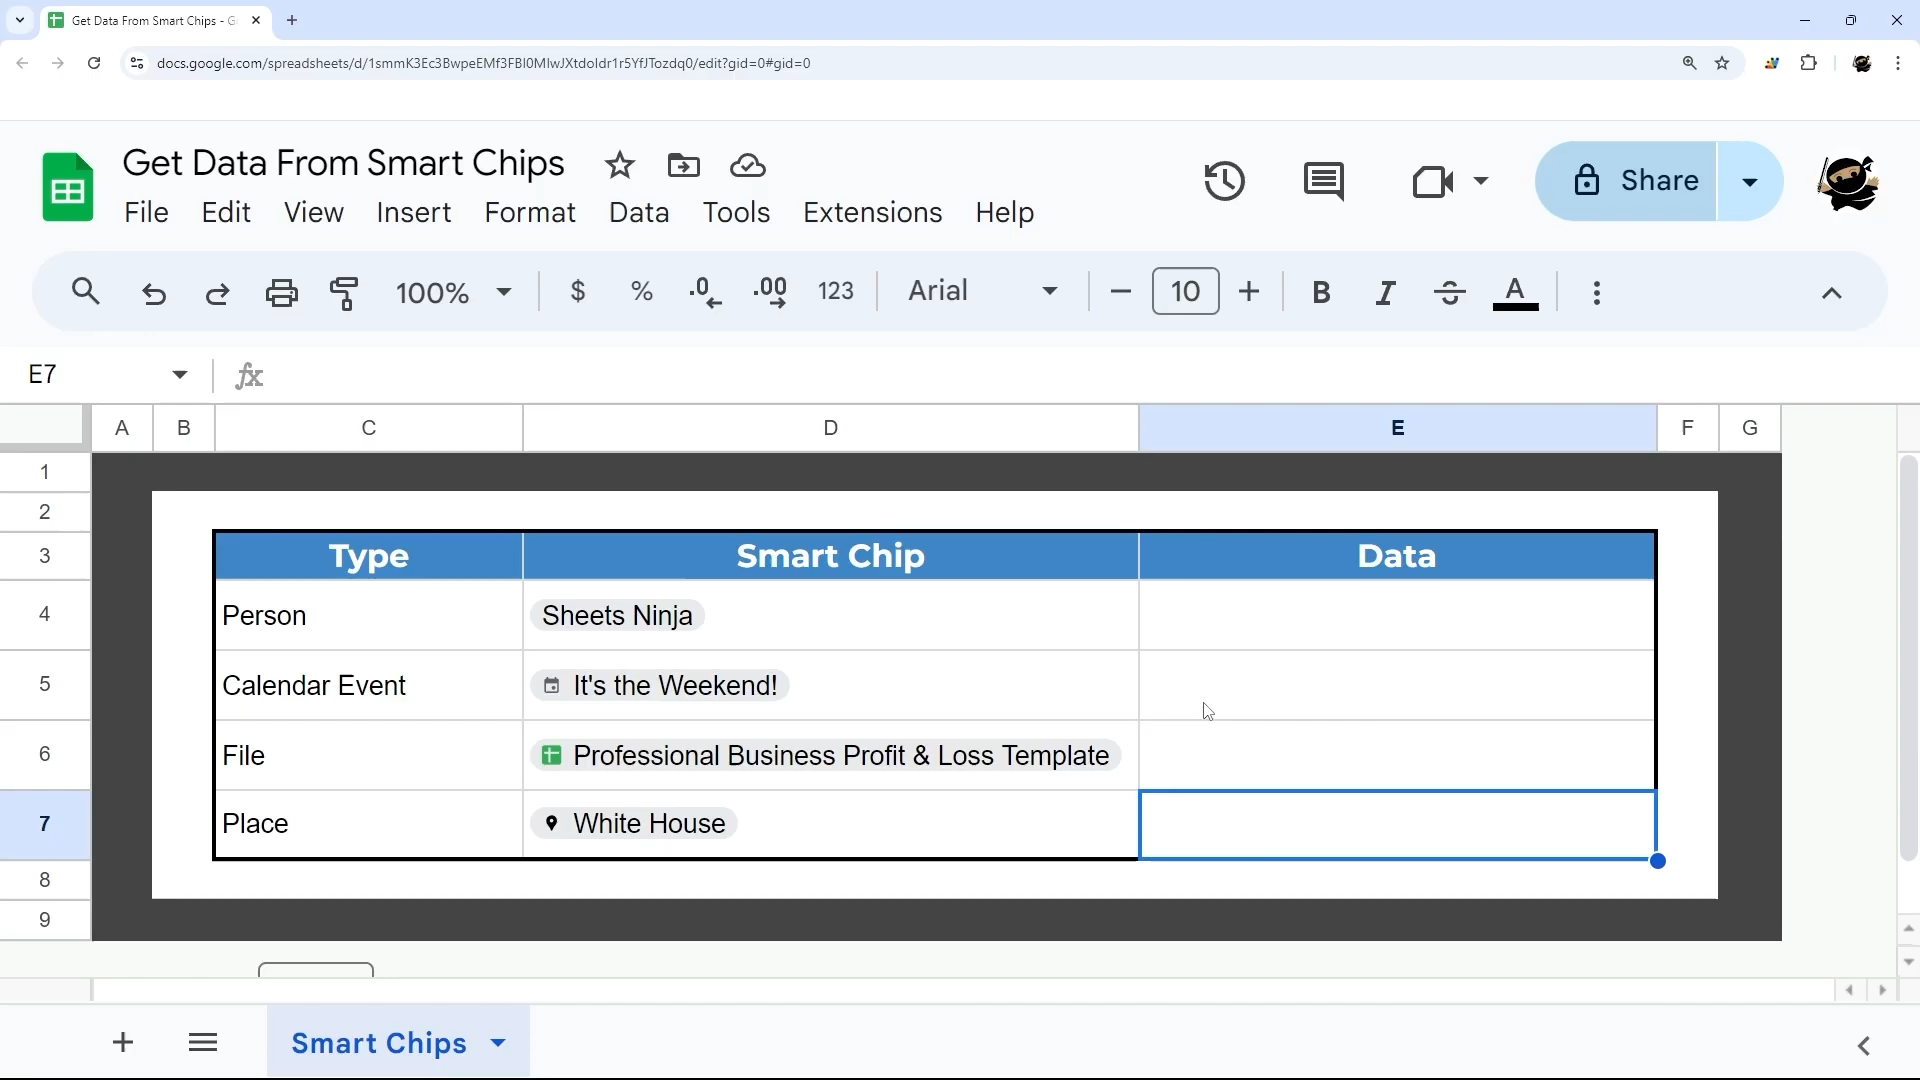 Get Data From Smart Chips - G
docs.google.com/spreadsheets/d/1smmK3Ec3BwpeEMf3FBI0MIwJXtdoIdr1r5YfJTozdq0/edit?gid=0#gid=0
Get Data From Smart Chips
Share
File Edit View Insert Format Data Tools Extensions Help
100% $ % .0 .00 123 Arial 10 B I S A
E7 fx
A B C D E F G
1
2
3 Type Smart Chip Data
4 Person Sheets Ninja
5 Calendar Event It's the Weekend!
6 File Professional Business Profit & Loss Template
7 Place White House
8
9
Smart Chips